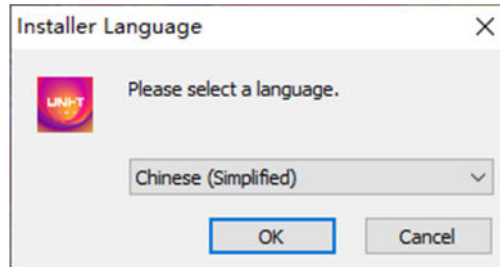 Installer Language
UNI-T
Please select a language.
Chinese (Simplified)
OK
Cancel